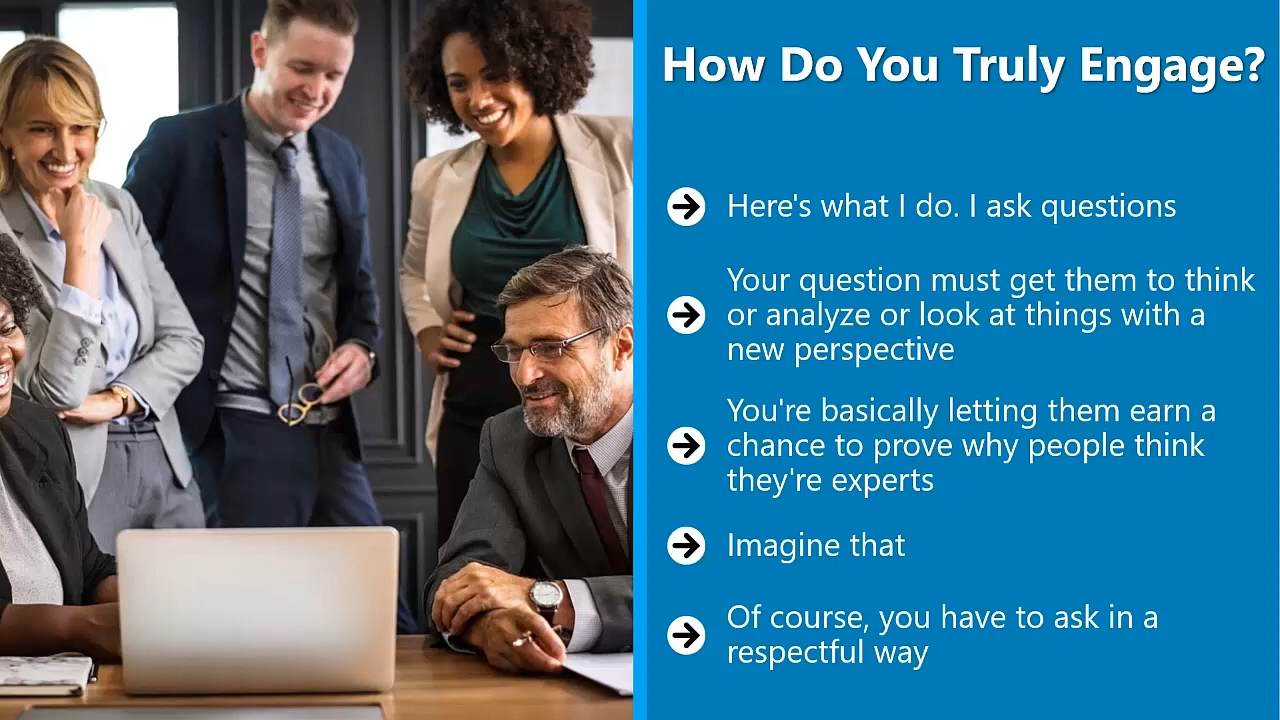 How Do You Truly Engage?
Here's what I do. I ask questions
Your question must get them to think
or analyze or look at things with a
new perspective
You're basically letting them earn a
chance to prove why people think
they're experts
Imagine that
Of course, you have to ask in a
respectful way